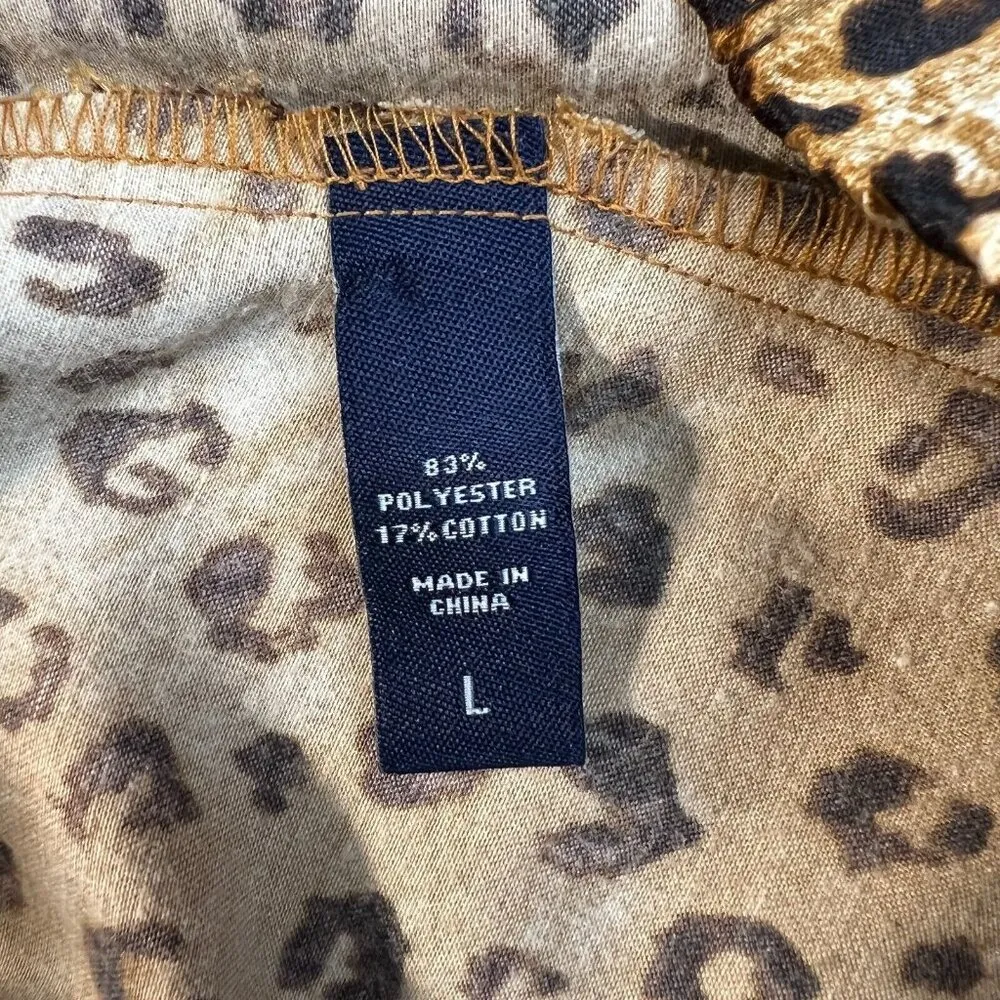 83%
POLYESTER
17% COTTON
MADE IN
CHINA
L